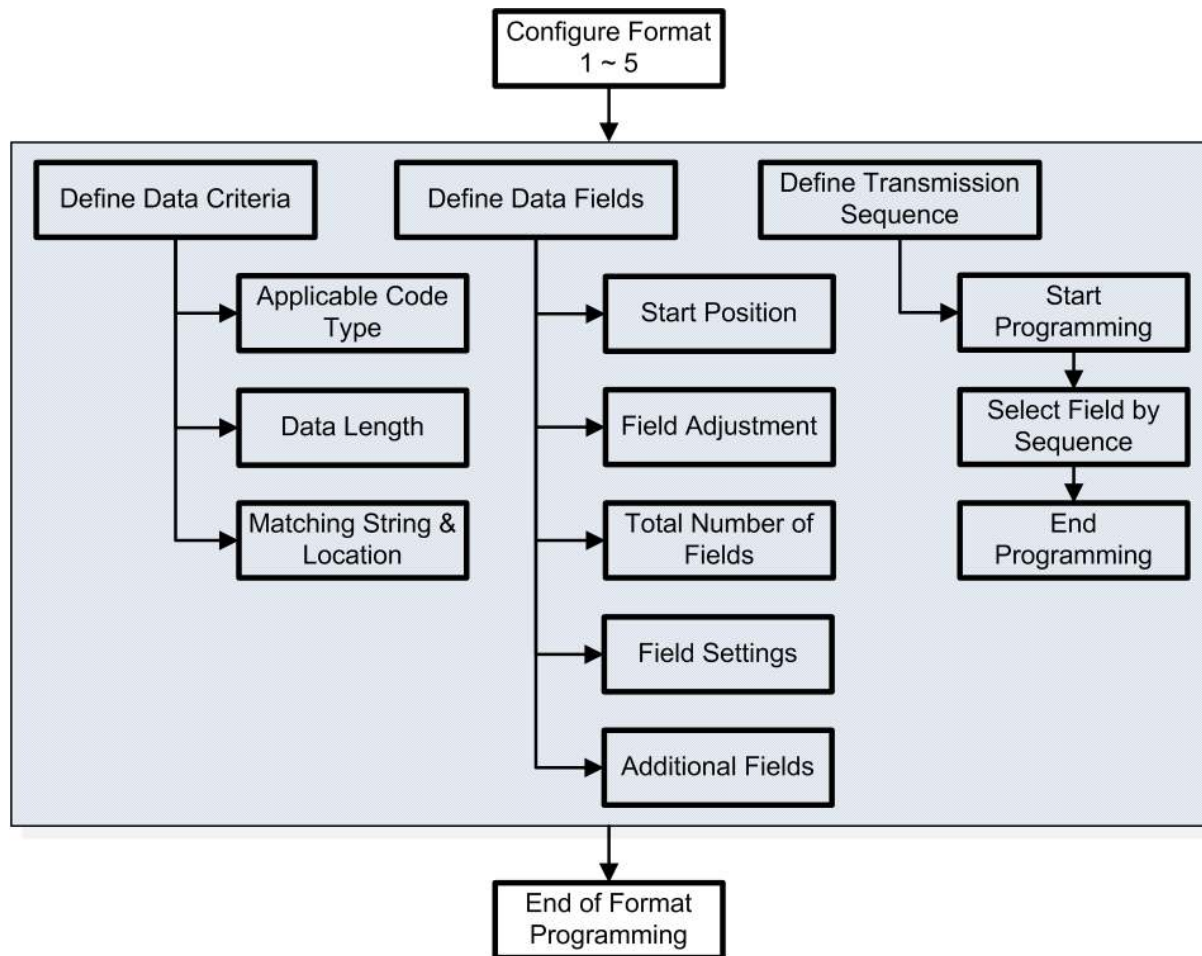 Configure Format
1 ~ 5
Define Data Criteria
Applicable Code
Type
Data Length
Matching String &
Location
Define Data Fields
Start Position
Field Adjustment
Total Number of
Fields
Field Settings
Additional Fields
Define Transmission
Sequence
Start
Programming
Select Field by
Sequence
End
Programming
End of Format
Programming